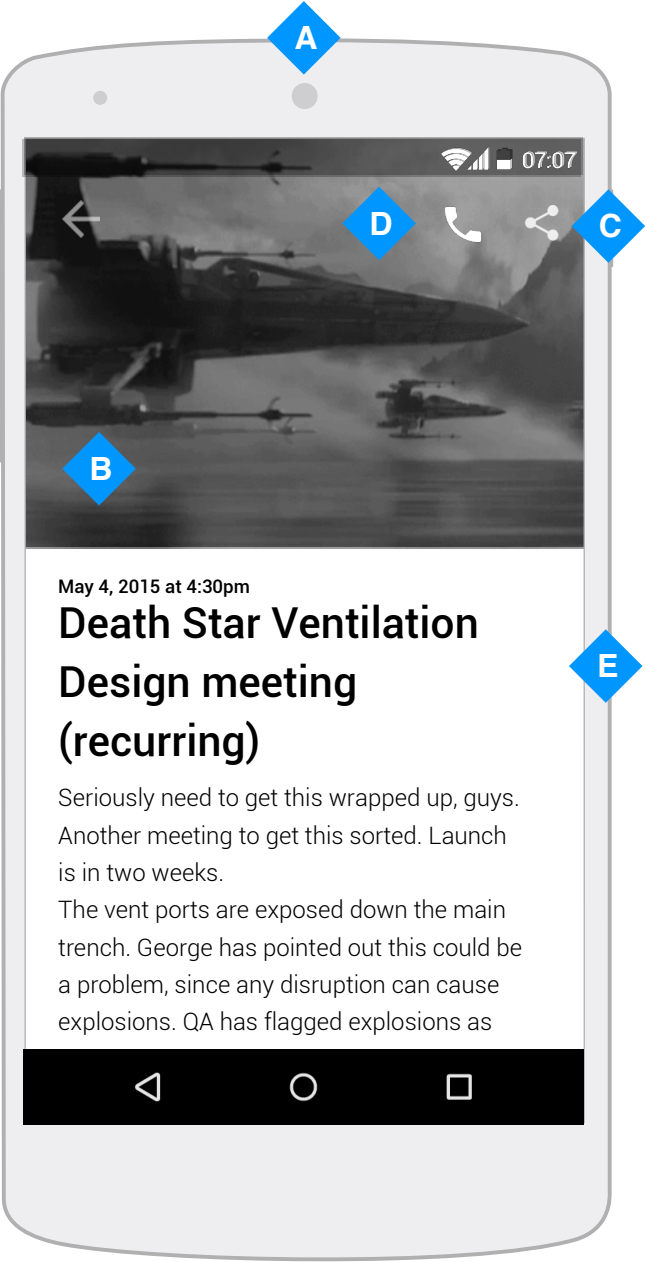 A
07:07
D
C
B
May 4, 2015 at 4:30pm
Death Star Ventilation
Design meeting
(recurring)
E
Seriously need to get this wrapped up, guys.
Another meeting to get this sorted. Launch
is in two weeks.
The vent ports are exposed down the main
trench. George has pointed out this could be
a problem, since any disruption can cause
explosions. QA has flagged explosions as